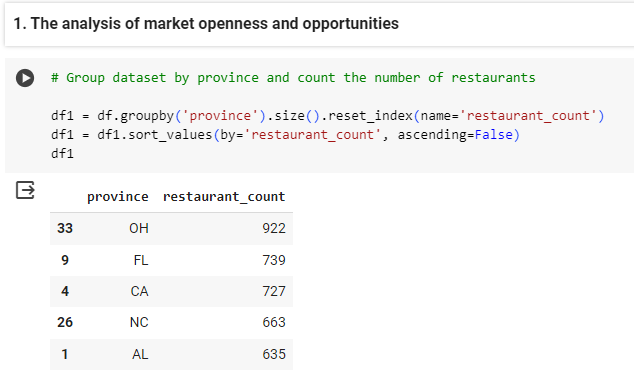 1. The analysis of market openness and opportunities
# Group dataset by province and count the number of restaurants
df1 = df.groupby('province').size().reset_index(name='restaurant_count')
df1 = df1.sort_values(by='restaurant_count', ascending=False)
df1
province restaurant_count
33 OH 922
9 FL 739
4 CA 727
26 NC 663
1 AL 635